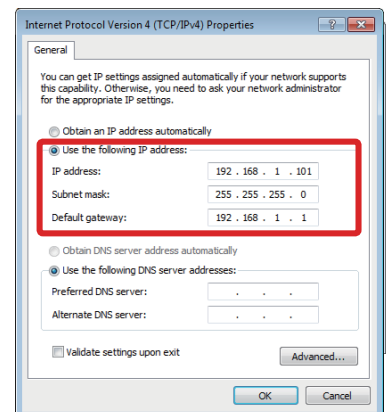 Internet Protocol Version 4 (TCP/IPv4) Properties
General
You can get IP settings assigned automatically if your network supports
this capability. Otherwise, you need to ask your network administrator
for the appropriate IP settings.
Obtain an IP address automatically
Use the following IP address:
IP address: 192 . 168 . 1 . 101
Subnet mask: 255 . 255 . 255 . 0
Default gateway: 192 . 168 . 1 . 1
Obtain DNS server address automatically
Use the following DNS server addresses:
Preferred DNS server: . . .
Alternate DNS server: . . .
Validate settings upon exit
Advanced...
OK Cancel